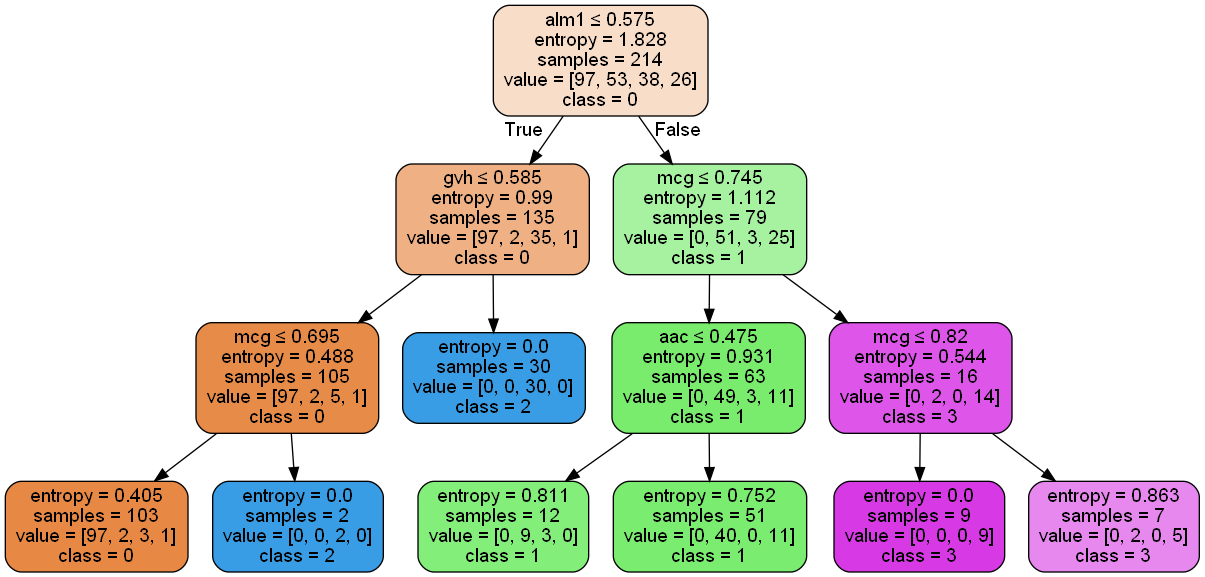 alm1 ≤ 0.575
entropy = 1.828
samples = 214
value = [97, 53, 38, 26]
class = 0
True
False
gvh ≤ 0.585
entropy = 0.99
samples = 135
value = [97, 2, 35, 1]
class = 0
mcg ≤ 0.745
entropy = 1.112
samples = 79
value = [0, 51, 3, 25]
class = 1
mcg ≤ 0.695
entropy = 0.488
samples = 105
value = [97, 2, 5, 1]
class = 0
entropy = 0.0
samples = 30
value = [0, 0, 30, 0]
class = 2
aac ≤ 0.475
entropy = 0.931
samples = 63
value = [0, 49, 3, 11]
class = 1
mcg ≤ 0.82
entropy = 0.544
samples = 16
value = [0, 2, 0, 14]
class = 3
entropy = 0.405
samples = 103
value = [97, 2, 3, 1]
class = 0
entropy = 0.0
samples = 2
value = [0, 0, 2, 0]
class = 2
entropy = 0.811
samples = 12
value = [0, 9, 3, 0]
class = 1
entropy = 0.752
samples = 51
value = [0, 40, 0, 11]
class = 1
entropy = 0.0
samples = 9
value = [0, 0, 0, 9]
class = 3
entropy = 0.863
samples = 7
value = [0, 2, 0, 5]
class = 3